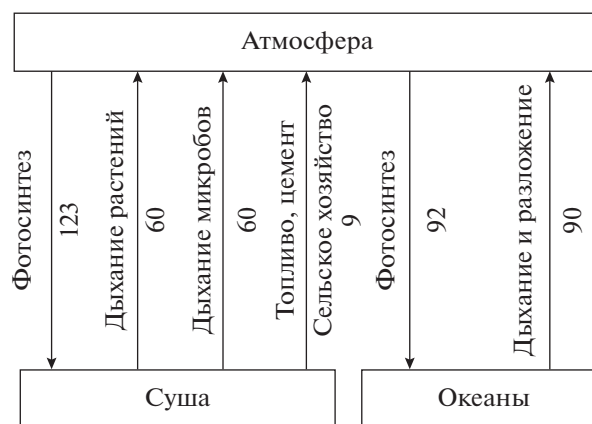 Атмосфера
Фотосинтез
123
Дыхание растений
60
Дыхание микробов
60
Топливо, цемент
Сельское хозяйство
9
Фотосинтез
92
Дыхание и разложение
90
Суша
Океаны